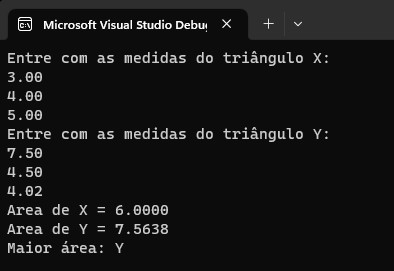 Microsoft Visual Studio Debug
Entre com as medidas do triângulo X:
3.00
4.00
5.00
Entre com as medidas do triângulo Y:
7.50
4.50
4.02
Area de X = 6.0000
Area de Y = 7.5638
Maior área: Y